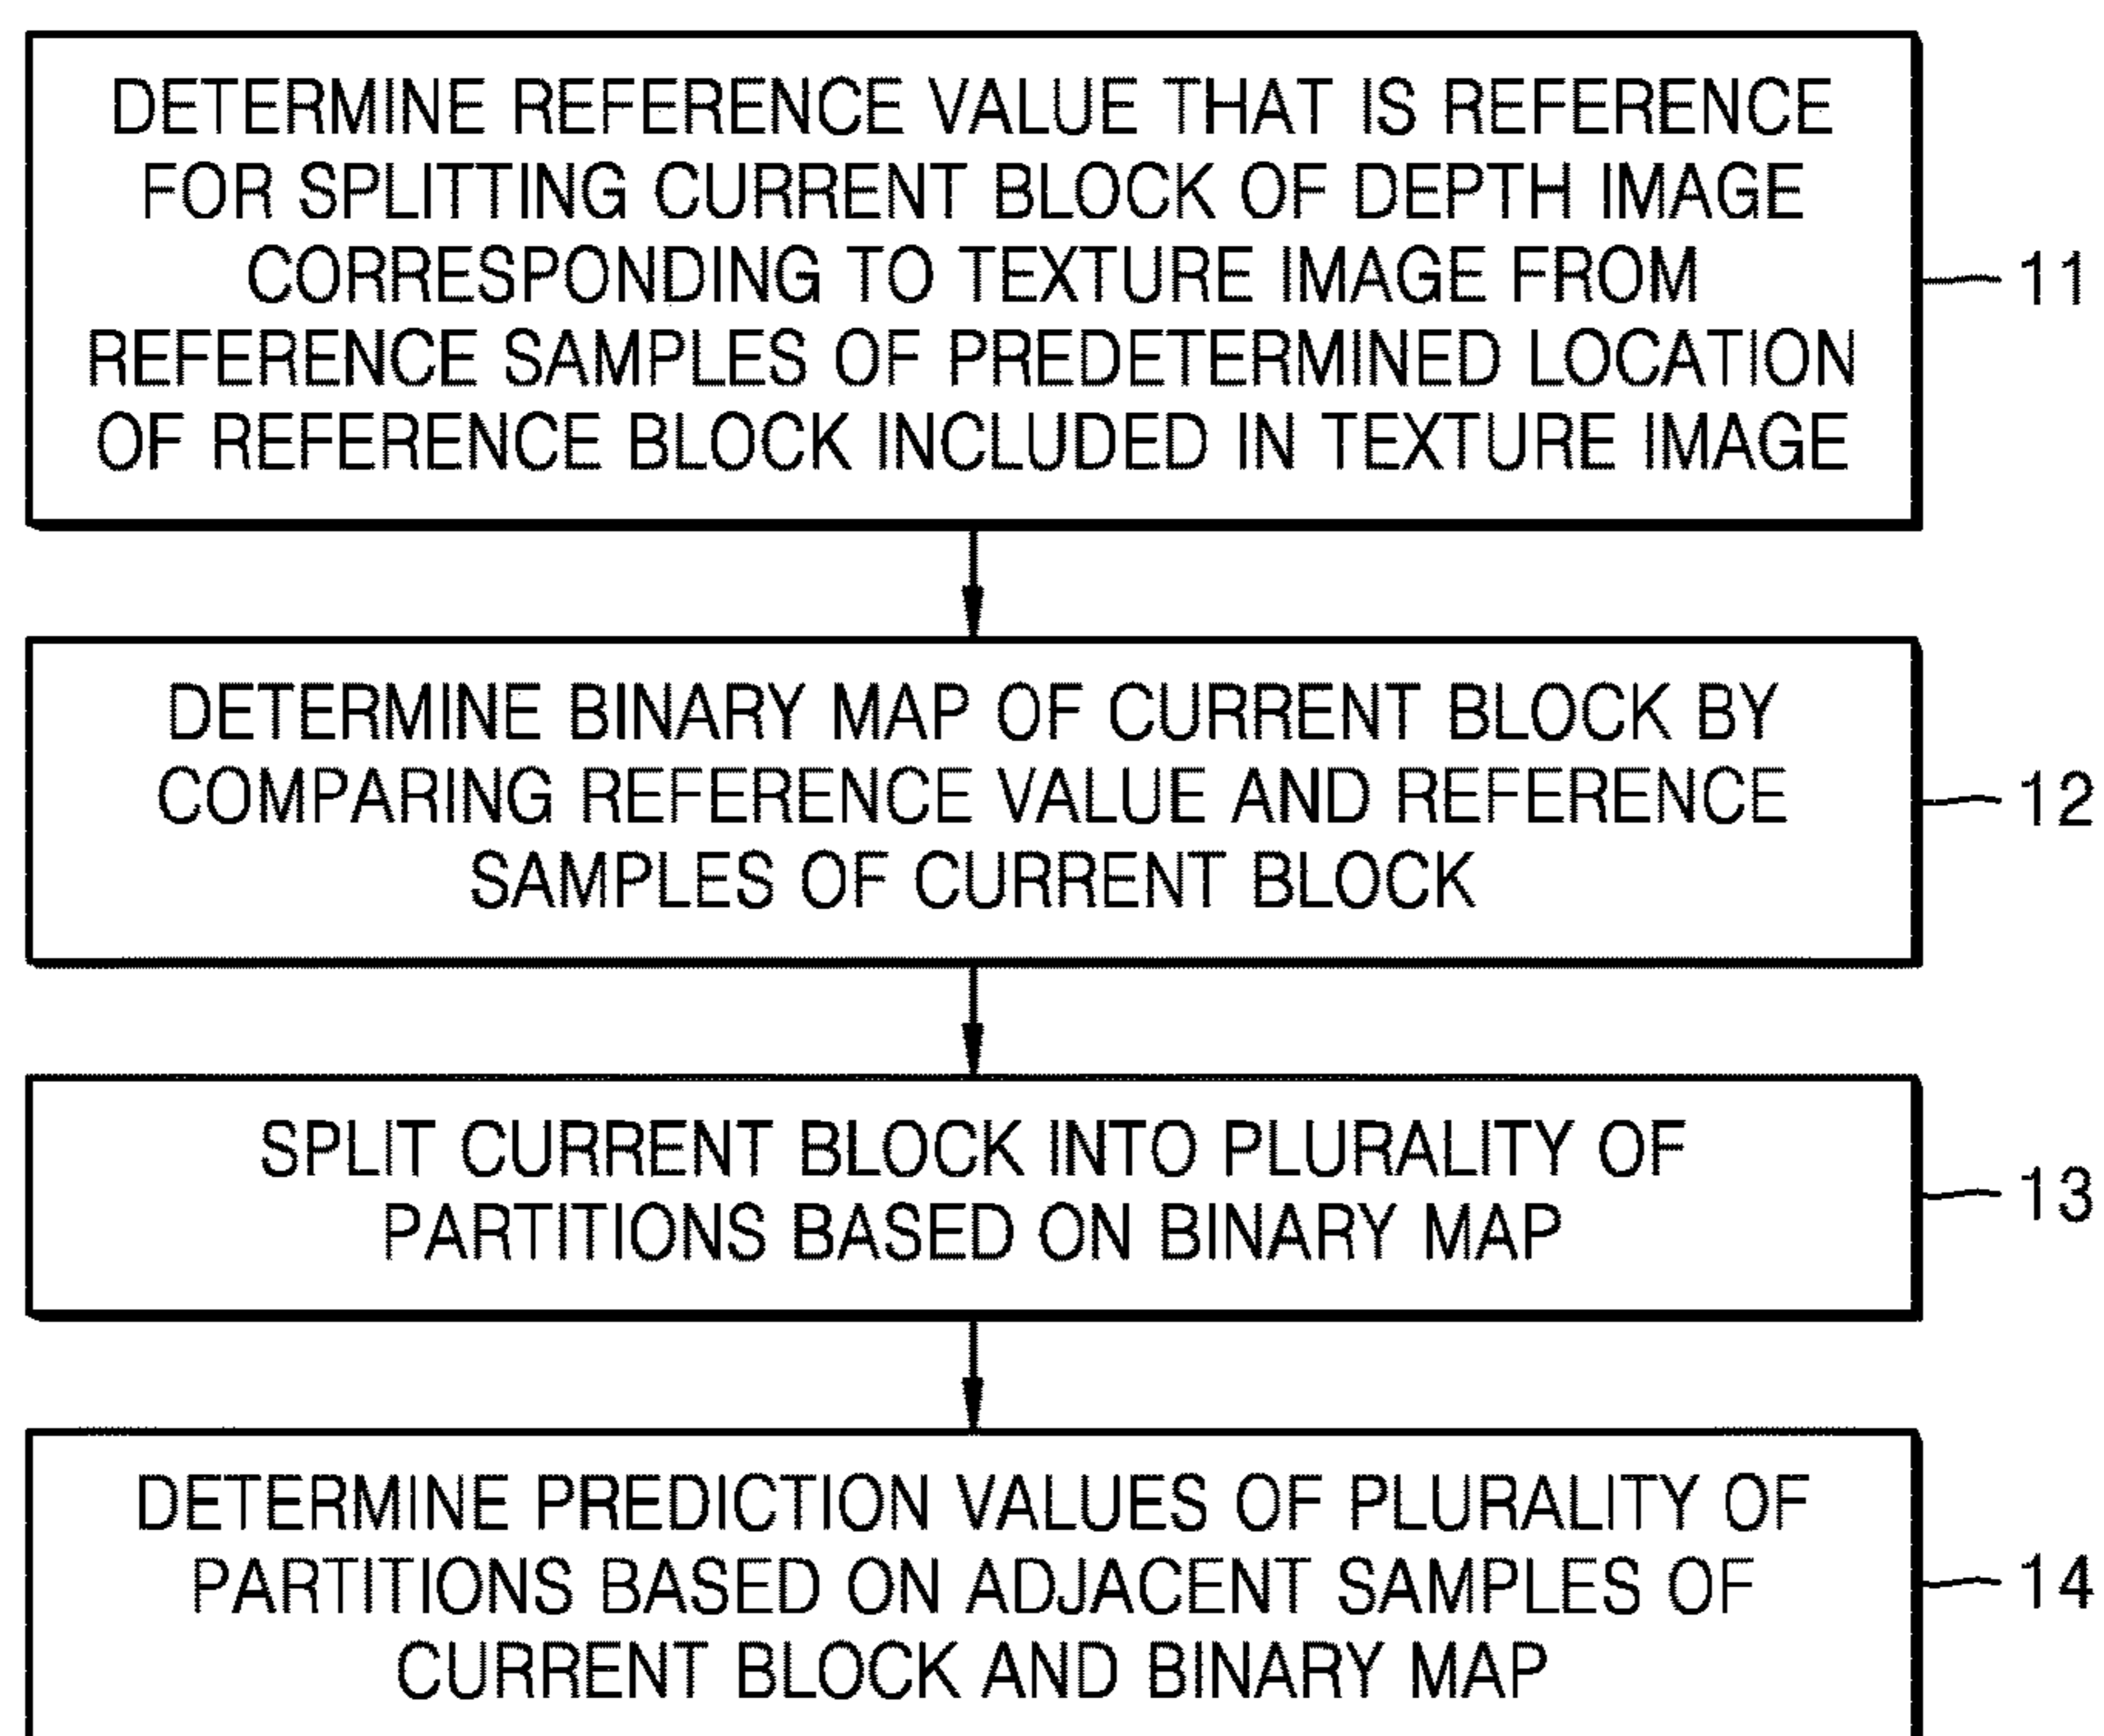 DETERMINE REFERENCE VALUE THAT IS REFERENCE
FOR SPLITTING CURRENT BLOCK OF DEPTH IMAGE
CORRESPONDING TO TEXTURE IMAGE FROM
REFERENCE SAMPLES OF PREDETERMINED LOCATION
OF REFERENCE BLOCK INCLUDED IN TEXTURE IMAGE
11
DETERMINE BINARY MAP OF CURRENT BLOCK BY
COMPARING REFERENCE VALUE AND REFERENCE
SAMPLES OF CURRENT BLOCK
12
SPLIT CURRENT BLOCK INTO PLURALITY OF
PARTITIONS BASED ON BINARY MAP
13
DETERMINE PREDICTION VALUES OF PLURALITY OF
PARTITIONS BASED ON ADJACENT SAMPLES OF
CURRENT BLOCK AND BINARY MAP
14